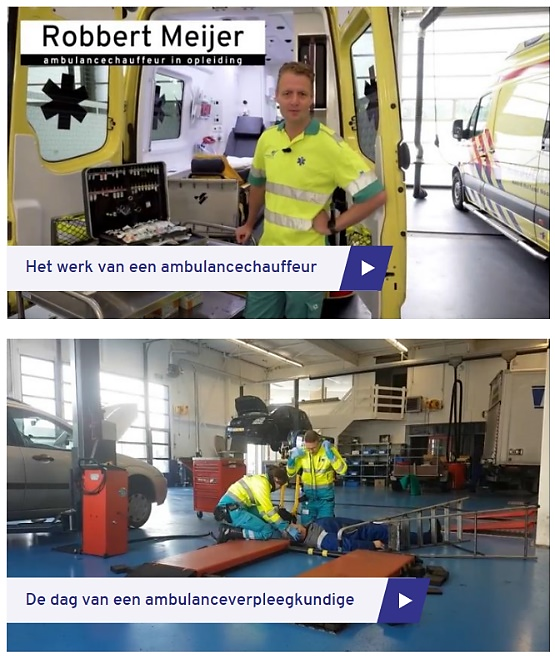 Robbert Meijer
ambulancechauffeur in opleiding
Het werk van een ambulancechauffeur
De dag van een ambulanceverpleegkundige